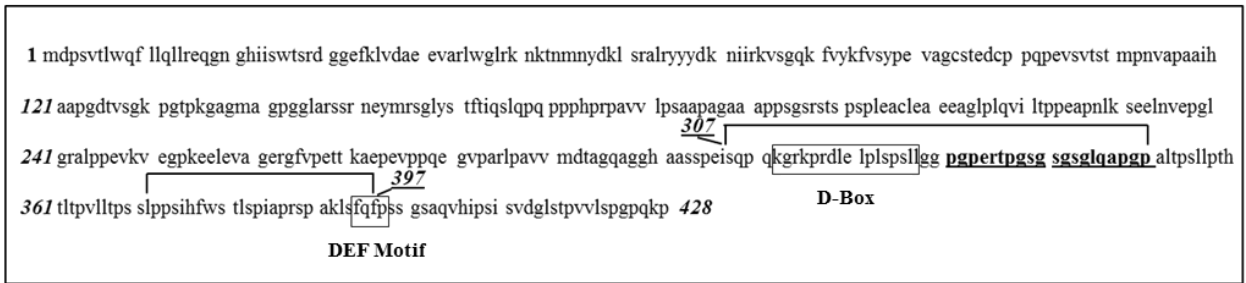 1 mdpsvtlwqf llqllreqgn ghiiswtsrd ggefklvdae evarlwglrk nktnmnydkl sralryyydk niirkvsgqk fvykfvsype vagcstedcp pqpevsvtst mpnvapaaih
121 aapgdtvsgk pgtpkgagma gpgglarssr neymrsglys tftiqslqpq ppphprpavv lpsaapagaa appsgsrsts pspleaclea eeaglplqvi ltppeapnlk seelnvepgl
307
241 gralppevkv egpkeeleva gergfvpett kaepevppqe gvparlpavv mdtagqaggh aasspeisqp qkgrkprdle lplspsllgg pgpertpgsg sgsglqapgp altpsllpth
397
361 tltpvlltps slppsihfws tlspiaprsp aklsfqfpss gsaqvhipsi svdglstpvvlspgpqkp 428
D-Box
DEF Motif